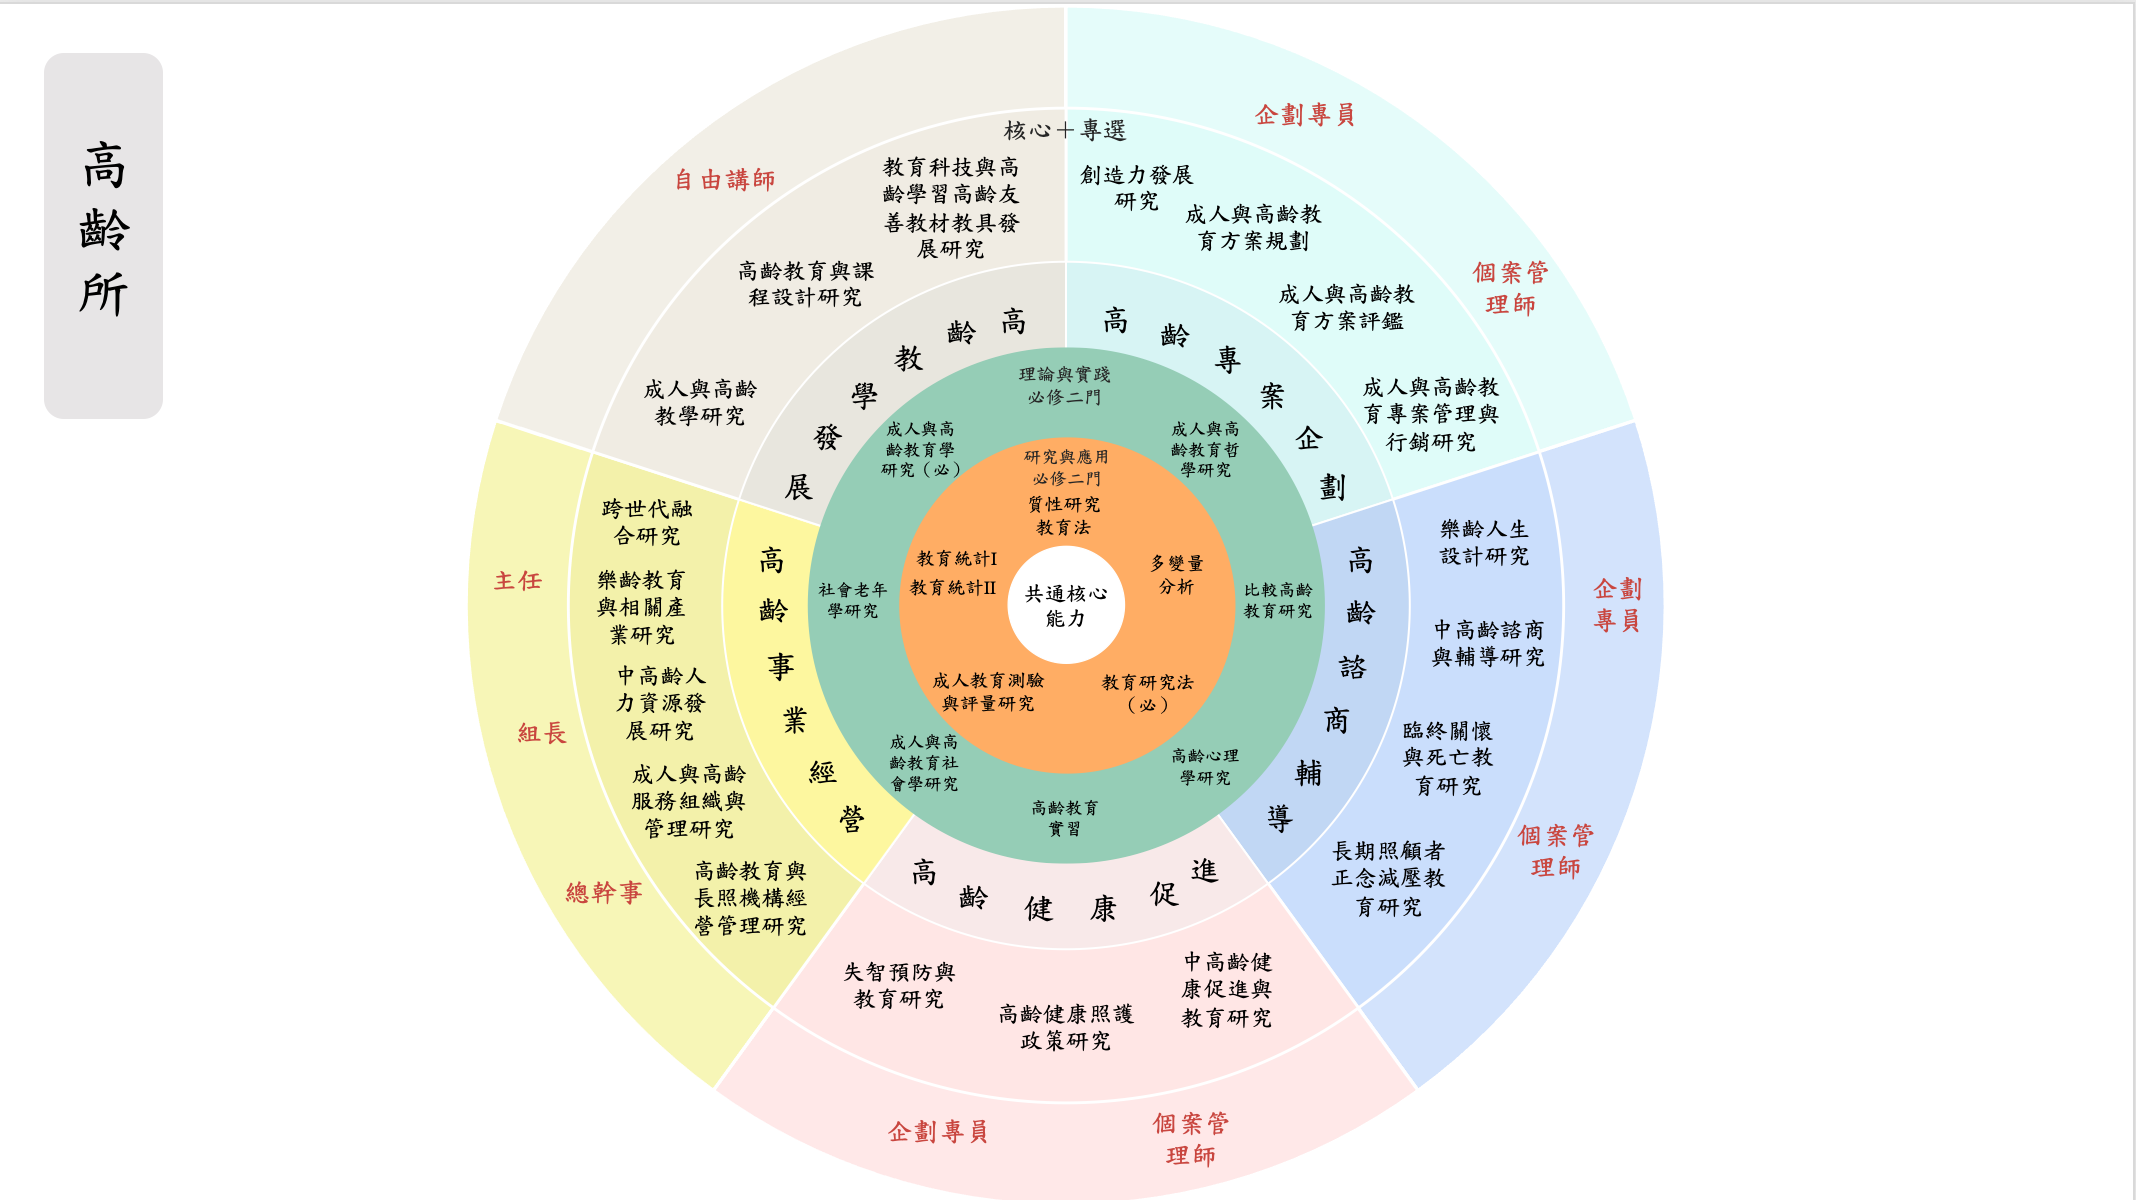 高齡所
核心＋專選
企劃專員
個案管
理師
創造力發展
研究
成人與高齡教
育方案規劃
成人與高齡教
育方案評鑑
成人與高齡教
育專案管理與
行銷研究
高齡專案企劃
自由講師
教育科技與高
齡學習高齡友
善教材教具發
展研究
高齡教育與課
程設計研究
成人與高齡
教學研究
高齡教學發展
理論與實踐
必修二門
成人與高
齡教育學
研究（必）
成人與高
齡教育哲
學研究
研究與應用
必修二門
質性研究
教育法
教育統計I
教育統計II
多變量
分析
共通核心
能力
社會老年
學研究
比較高齡
教育研究
成人教育測驗
與評量研究
教育研究法
（必）
成人與高
齡教育社
會學研究
高齡心理
學研究
高齡教育
實習
主任
組長
總幹事
跨世代融
合研究
樂齡教育
與相關產
業研究
中高齡人
力資源發
展研究
成人與高齡
服務組織與
管理研究
高齡教育與
長照機構經
營管理研究
高齡事業經營
高齡諮商輔導
樂齡人生
設計研究
中高齡諮商
與輔導研究
臨終關懷
與死亡教
育研究
長期照顧者
正念減壓教
育研究
企劃
專員
個案管
理師
高齡健康促進
失智預防與
教育研究
高齡健康照護
政策研究
中高齡健
康促進與
教育研究
企劃專員
個案管
理師